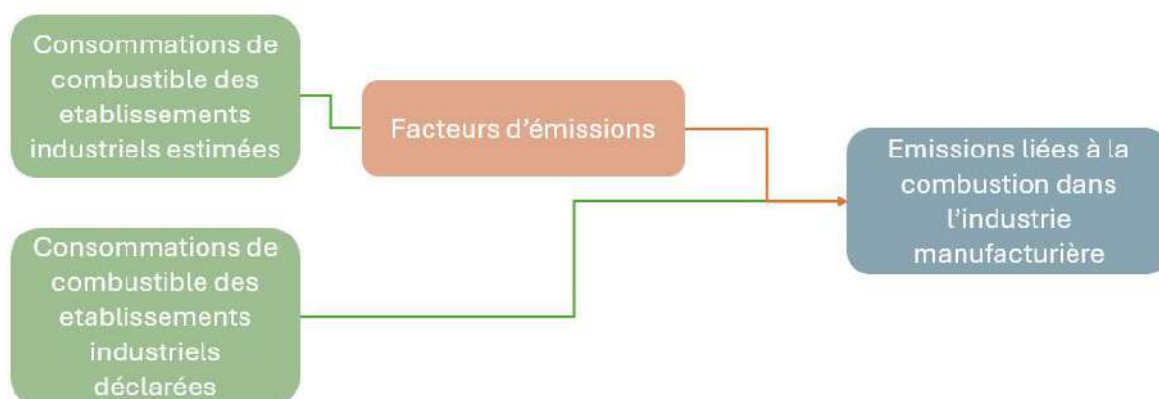 Consommations de
combustible des
etablissements
industriels estimées
Facteurs d'émissions
Emissions liées à la
combustion dans
l'industrie
manufacturière
Consommations de
combustible des
etablissements
industriels
déclarées